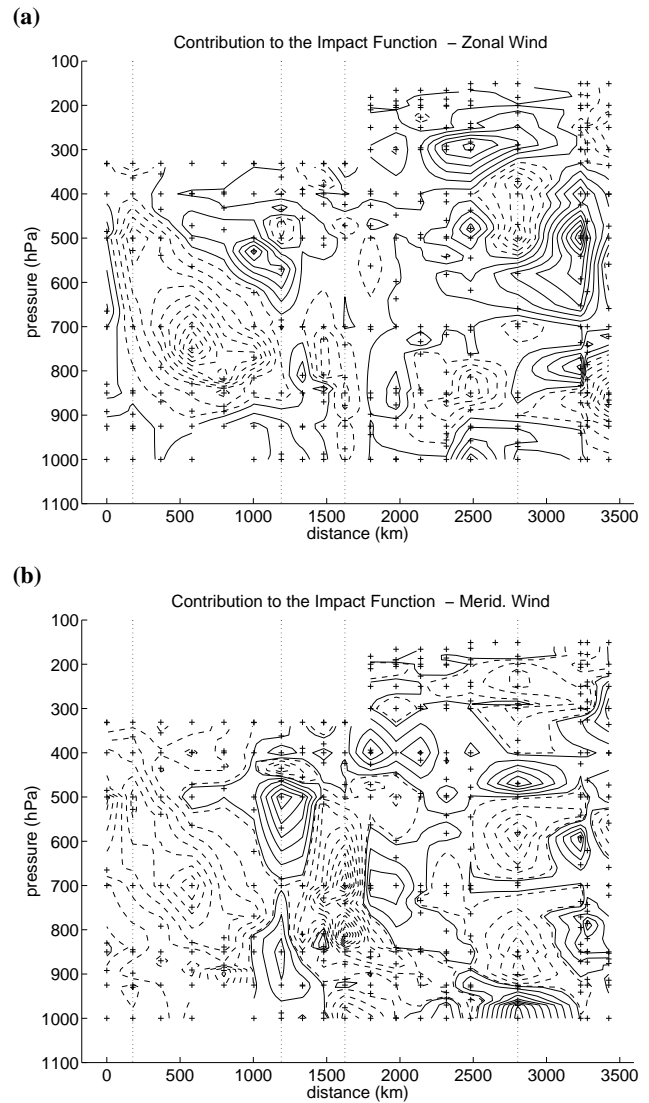 (a)
Contribution to the Impact Function – Zonal Wind
100
200
300
400
500
600
700
800
900
1000
1100
pressure (hPa)
0 500 1000 1500 2000 2500 3000 3500
distance (km)
(b)
Contribution to the Impact Function – Merid. Wind
100
200
300
400
500
600
700
800
900
1000
1100
pressure (hPa)
0 500 1000 1500 2000 2500 3000 3500
distance (km)